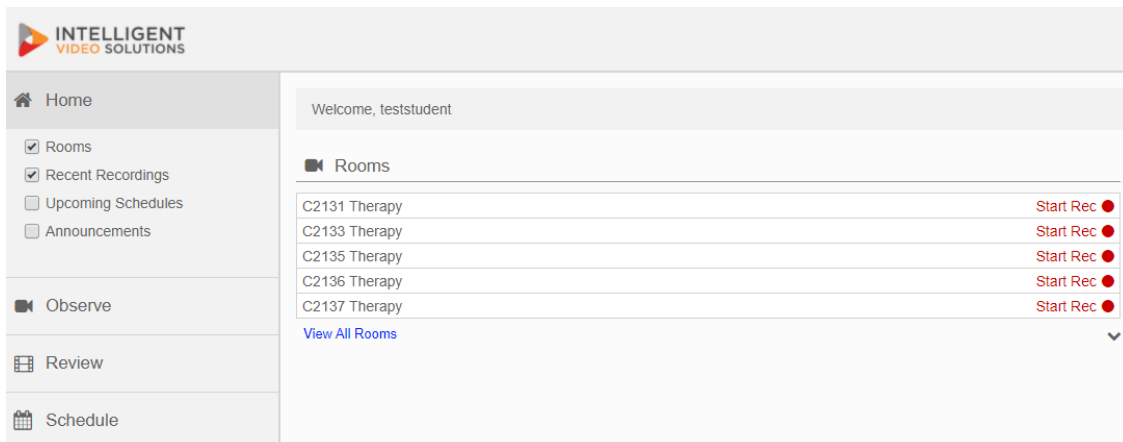 INTELLIGENT
VIDEO SOLUTIONS
Home
Rooms
Recent Recordings
Upcoming Schedules
Announcements
Observe
Review
Schedule
Welcome, teststudent
Rooms
C2131 Therapy Start Rec
C2133 Therapy Start Rec
C2135 Therapy Start Rec
C2136 Therapy Start Rec
C2137 Therapy Start Rec
View All Rooms